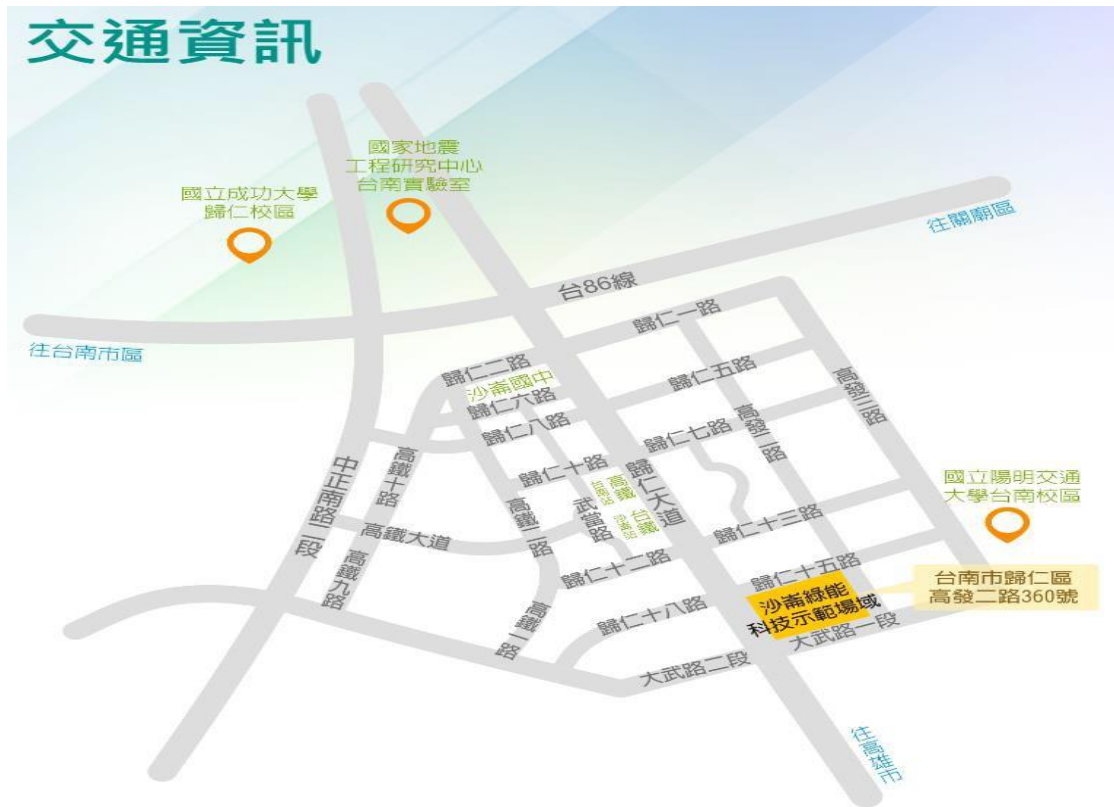 交通資訊
國家地震
工程研究中心
台南實驗室
國立成功大學
歸仁校區
往關廟區
台86線
往台南市區
歸仁一路
歸仁二路
沙崙國中
歸仁六路
歸仁五路
高發三路
歸仁八路
歸仁七路
高發二路
中正南路二段
高鐵十路
歸仁十路
高鐵
台南站
台鐵
沙崙站
歸仁大道
武當路
高鐵二路
國立陽明交通
大學台南校區
高鐵大道
歸仁十三路
高鐵九路
歸仁十二路
歸仁十五路
台南市歸仁區
高發二路360號
沙崙綠能
科技示範場域
高鐵一路
歸仁十八路
大武路一段
大武路二段
往高雄市